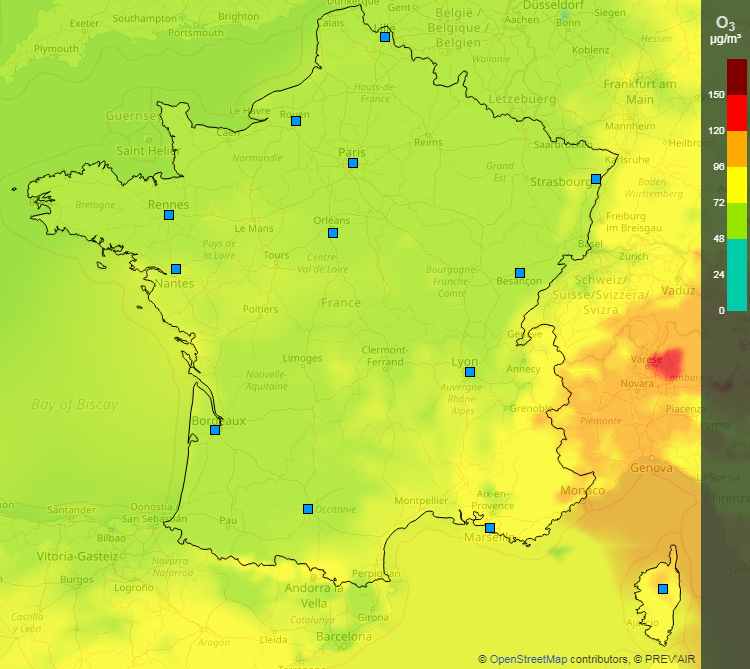 Dunkerque
Gent
Düsseldorf
Exeter
Southampton
Brighton
Portsmouth
Calais
Lille
België /
Belgique /
Belgien
Aachen
Siegen
Bonn
Plymouth
Koblenz
Hessen
Wallonie
O3
µg/m³
Hauts-de-
France
Frankfurt am
Main
Lëtzebuerg
150
Guernsey
Le Havre
Rouen
Caen
Mannheim
120
Saint Helier
Paris
Reims
Saarbrücken
Heilbronn
Normandie
Karlsruhe
Grand
Est
96
Strasbourg
Baden-
Württemberg
Bretagne
Rennes
72
Orléans
Freiburg
im Breisgau
Le Mans
Pays de
la Loire
Tours
Centre-
Val de Loire
Basel
Zürich
48
Nantes
Bourgogne-
Franche-
Comté
Besançon
Schweiz/
Suisse/Svizzera/
Svizra
Vaduz
24
France
Poitiers
0
Genève
Limoges
Clermont-
Ferrand
Lyon
Annecy
Varese
Novara
Lombardia
Nouvelle-
Aquitaine
Auvergne-
Rhône-
Alpes
Bay of Biscay
Grenoble
Piacenza
Bordeaux
Piemonte
Parma
Genova
La Spezia
Monaco
Firenze
Montpellier
Aix-en-
Provence
Santander
Donostia
San Sebastián
Occitanie
Pau
Bilbao
Marseille
Vitoria-Gasteiz
Navarra
- Nafarroa
Burgos
Logroño
Perpignan
Andorra la
Vella
Girona
Castilla
y León
Catalunya
Ajaccio
Aragón
Lleida
Barcelona
Tarragona
© OpenStreetMap contributors, © PREV'AIR